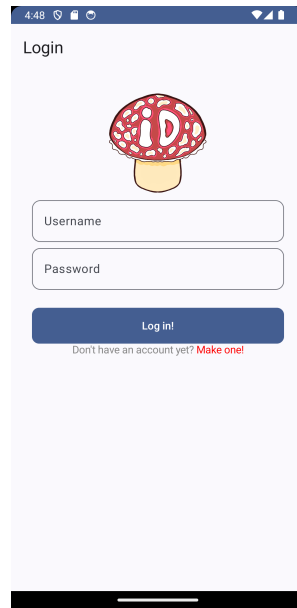 4:48
Login
iD
Username
Password
Log in!
Don't have an account yet? Make one!